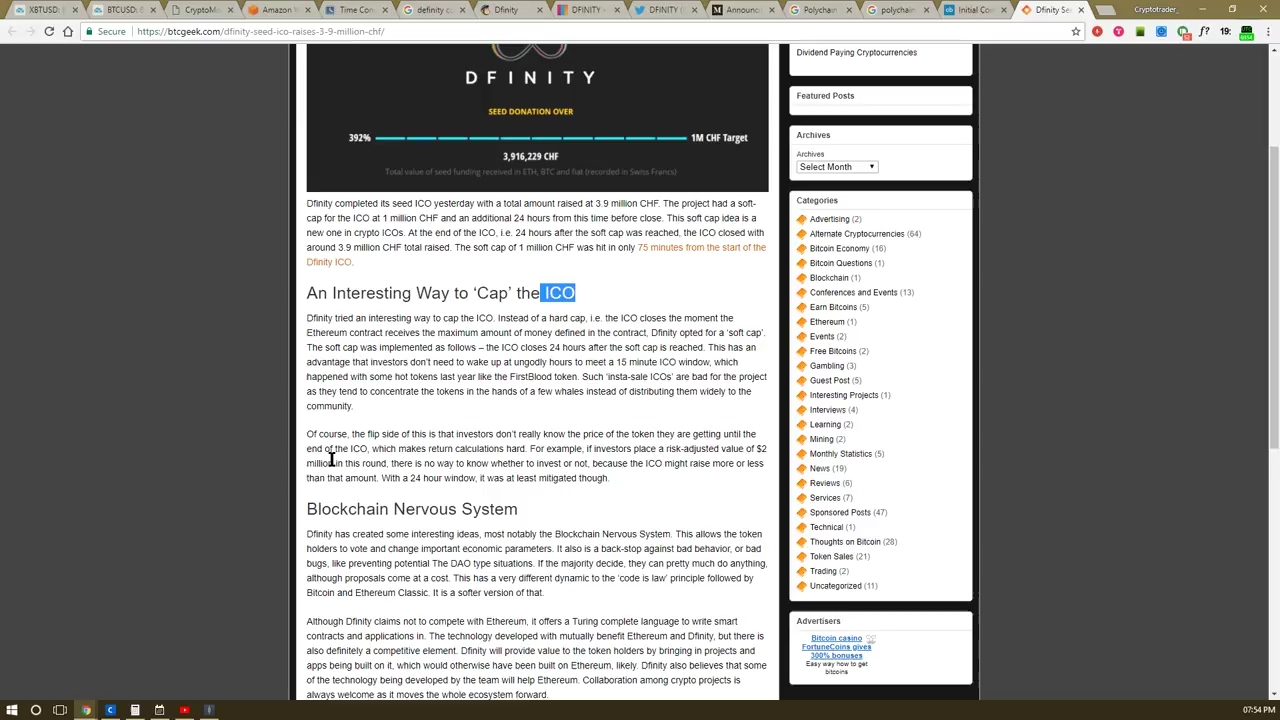 BTCUSD
BTCUSD:
CryptoM
Amazon.
Time Con
definity c
Dfinity
DFINITY
DFINITY (
Announc
Polychain
polychain
Initial Co
Dfinity Se
Cryptotrader
Secure https://btcgeek.com/dfinity-seed-ico-raises-3-9-million-chf/
19:
DFINITY
SEED DONATION OVER
392%
1M CHF Target
3,916,229 CHF
Total value of seed funding received in ETH, BTC and fiat (recorded in Swiss Francs)
Dfinity completed its seed ICO yesterday with a total amount raised at 3.9 million CHF. The project had a soft-
cap for the ICO at 1 million CHF and an additional 24 hours from this time before close. This soft cap idea is a
new one in crypto ICOs. At the end of the ICO, i.e. 24 hours after the soft cap was reached, the ICO closed with
around 3.9 million CHF total raised. The soft cap of 1 million CHF was hit in only 75 minutes from the start of the
Dfinity ICO.
An Interesting Way to ‘Cap’ the ICO
Dfinity tried an interesting way to cap the ICO. Instead of a hard cap, i.e. the ICO closes the moment the
Ethereum contract receives the maximum amount of money defined in the contract, Dfinity opted for a ‘soft cap’.
The soft cap was implemented as follows – the ICO closes 24 hours after the soft cap is reached. This has an
advantage that investors don’t need to wake up at ungodly hours to meet a 15 minute ICO window, which
happened with some hot tokens last year like the FirstBlood token. Such ‘insta-sale ICOs’ are bad for the project
as they tend to concentrate the tokens in the hands of a few whales instead of distributing them widely to the
community.
Of course, the flip side of this is that investors don’t really know the price of the token they are getting until the
end of the ICO, which makes return calculations hard. For example, if investors place a risk-adjusted value of $2
million in this round, there is no way to know whether to invest or not, because the ICO might raise more or less
than that amount. With a 24 hour window, it was at least mitigated though.
Blockchain Nervous System
Dfinity has created some interesting ideas, most notably the Blockchain Nervous System. This allows the token
holders to vote and change important economic parameters. It also is a back-stop against bad behavior, or bad
bugs, like preventing potential The DAO type situations. If the majority decide, they can pretty much do anything,
although proposals come at a cost. This has a very different dynamic to the ‘code is law’ principle followed by
Bitcoin and Ethereum Classic. It is a softer version of that.
Although Dfinity claims not to compete with Ethereum, it offers a Turing complete language to write smart
contracts and applications in. The technology developed with mutually benefit Ethereum and Dfinity, but there is
also definitely a competitive element. Dfinity will provide value to the token holders by bringing in projects and
apps being built on it, which would otherwise have been built on Ethereum, likely. Dfinity also believes that some
of the technology being developed by the team will help Ethereum. Collaboration among crypto projects is
always welcome as it moves the whole ecosystem forward.
Dividend Paying Cryptocurrencies
Featured Posts
Archives
Archives
Select Month
Categories
Advertising (2)
Alternate Cryptocurrencies (64)
Bitcoin Economy (16)
Bitcoin Questions (1)
Blockchain (1)
Conferences and Events (13)
Earn Bitcoins (5)
Ethereum (1)
Events (2)
Free Bitcoins (2)
Gambling (3)
Guest Post (5)
Interesting Projects (1)
Interviews (4)
Learning (2)
Mining (2)
Monthly Statistics (5)
News (19)
Reviews (6)
Services (7)
Sponsored Posts (47)
Technical (1)
Thoughts on Bitcoin (28)
Token Sales (21)
Trading (2)
Uncategorized (11)
Advertisers
Bitcoin casino
FortuneCoins gives
300% bonuses
Easy way how to get
bitcoins
07:54 PM